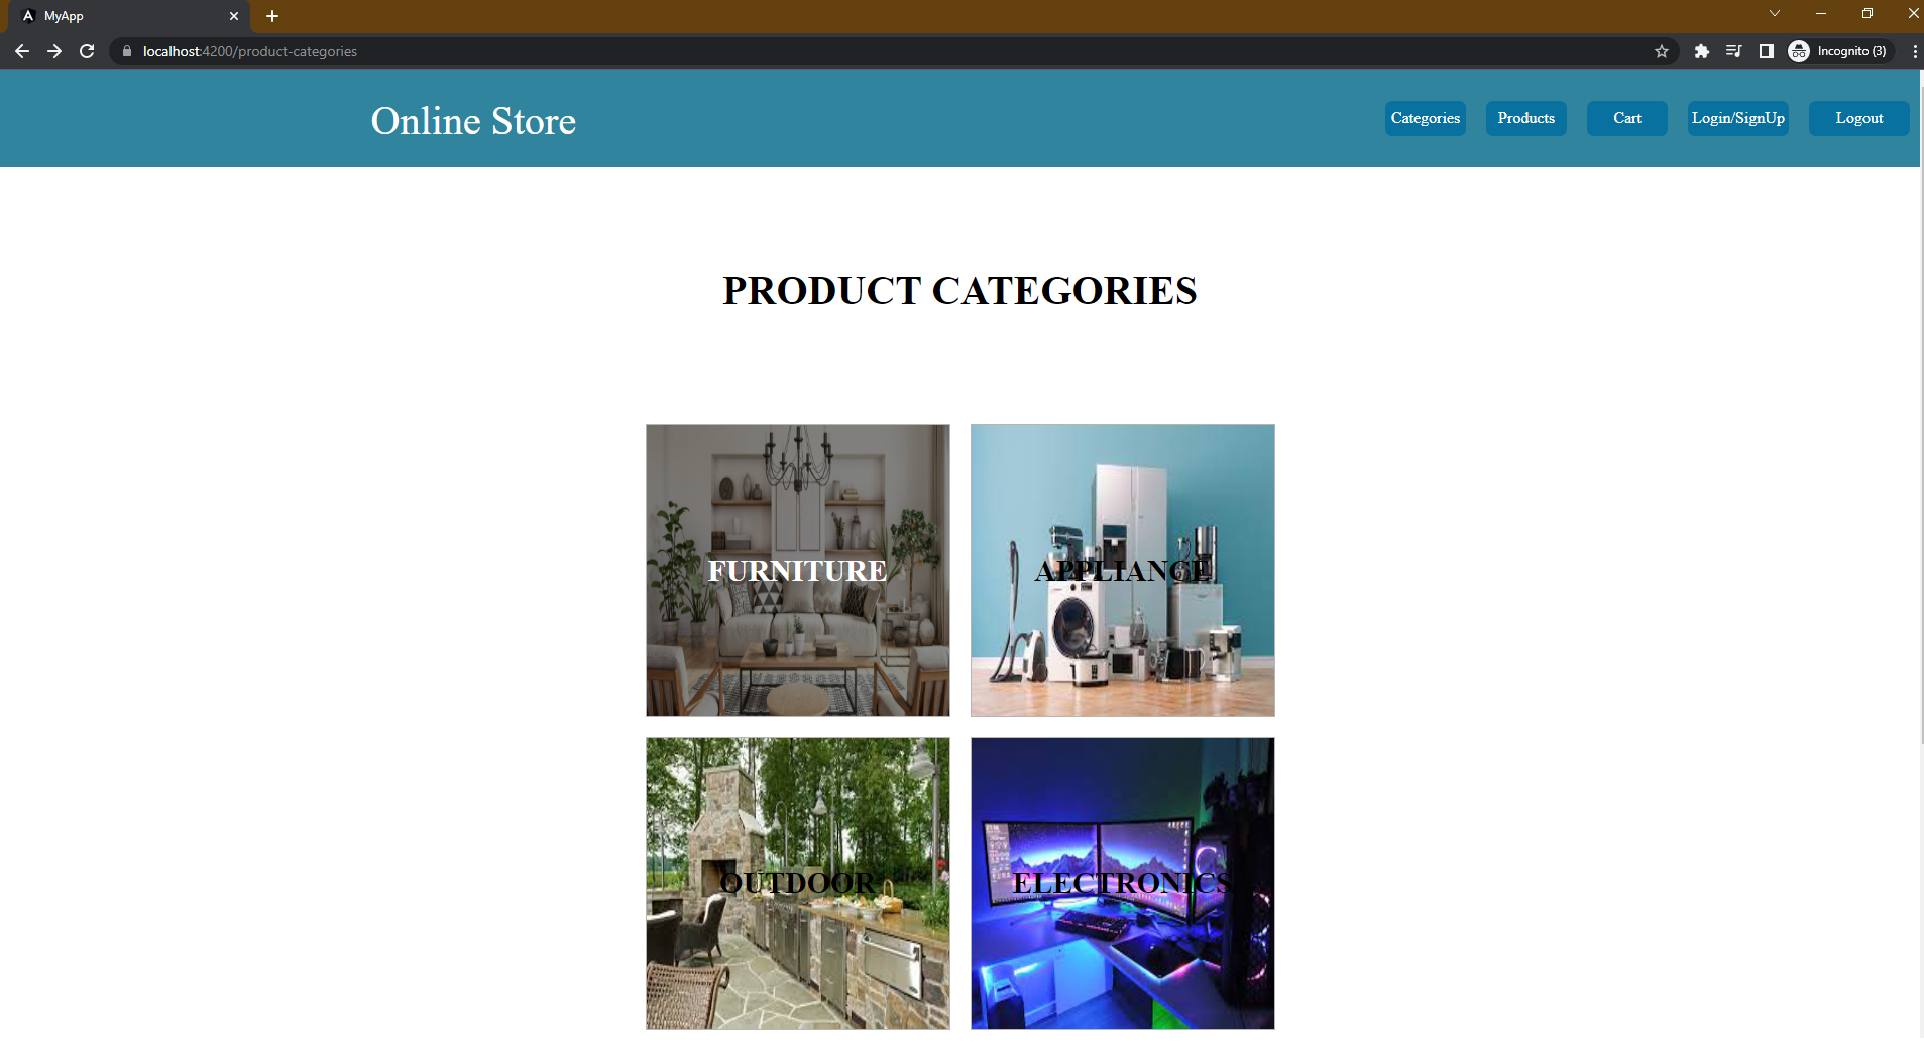 MyApp
localhost:4200/product-categories
Incognito (3)
Online Store
Categories
Products
Cart
Login/SignUp
Logout
PRODUCT CATEGORIES
FURNITURE
APPLIANCE
OUTDOOR
ELECTRONICS